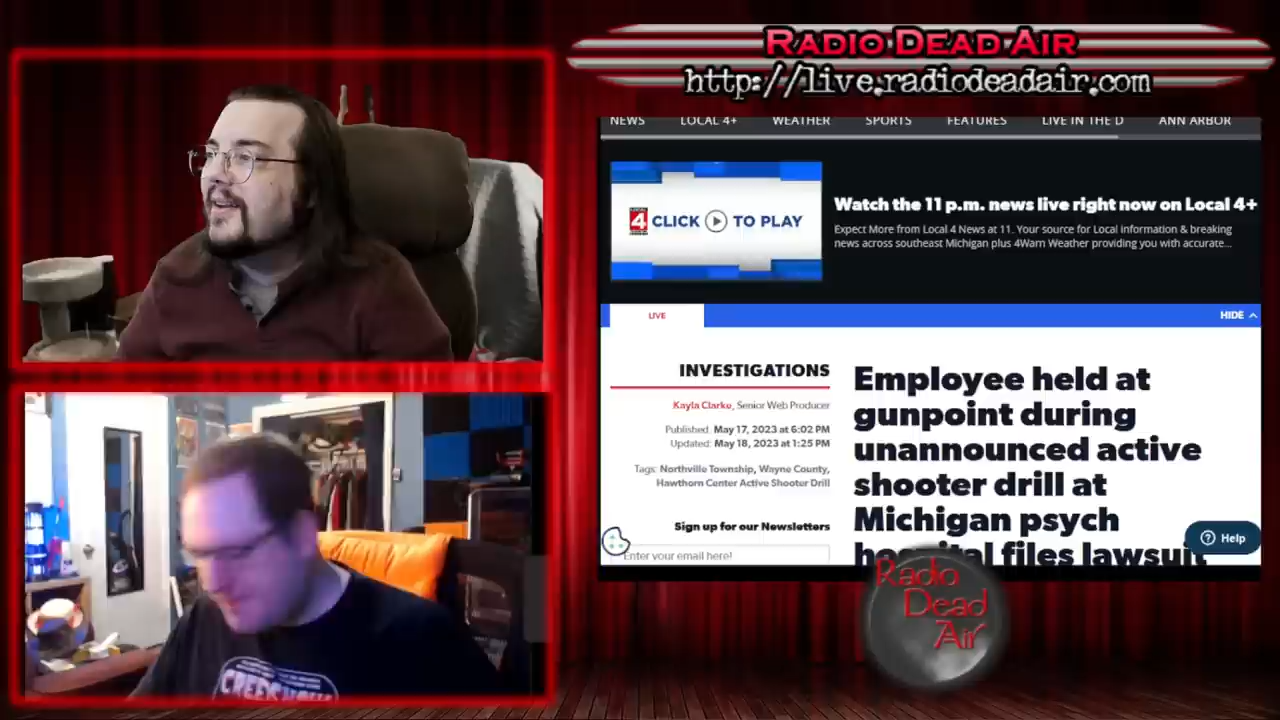 Radio Dead Air
http://live.radiodeadair.com
NEWS LOCAL 4+ WEATHER SPORTS FEATURES LIVE IN THE D ANN ARBOR
LOCAL 4 CLICK TO PLAY
Watch the 11 p.m. news live right now on Local 4+
Expect More from Local 4 News at 11. Your source for Local information & breaking
news across southeast Michigan plus 4Warn Weather providing you with accurate...
LIVE
HIDE
INVESTIGATIONS
Kayla Clarke, Senior Web Producer
Published: May 17, 2023 at 6:02 PM
Updated: May 18, 2023 at 1:25 PM
Tags: Northville Township, Wayne County,
Hawthorn Center Active Shooter Drill
Sign up for our Newsletters
Enter your email here!
Employee held at
gunpoint during
unannounced active
shooter drill at
Michigan psych
hospital files lawsuit
Help
Radio
Dead
Air
CREEPSHOW